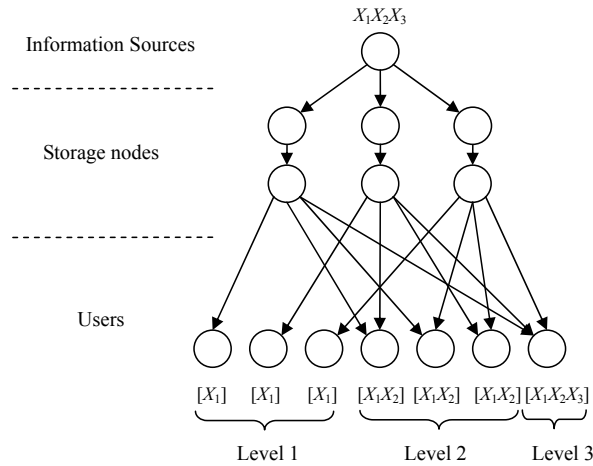 X₁X₂X₃
Information Sources
Storage nodes
Users
[X₁] [X₁] [X₁] [X₁X₂] [X₁X₂] [X₁X₂] [X₁X₂X₃]
Level 1 Level 2 Level 3